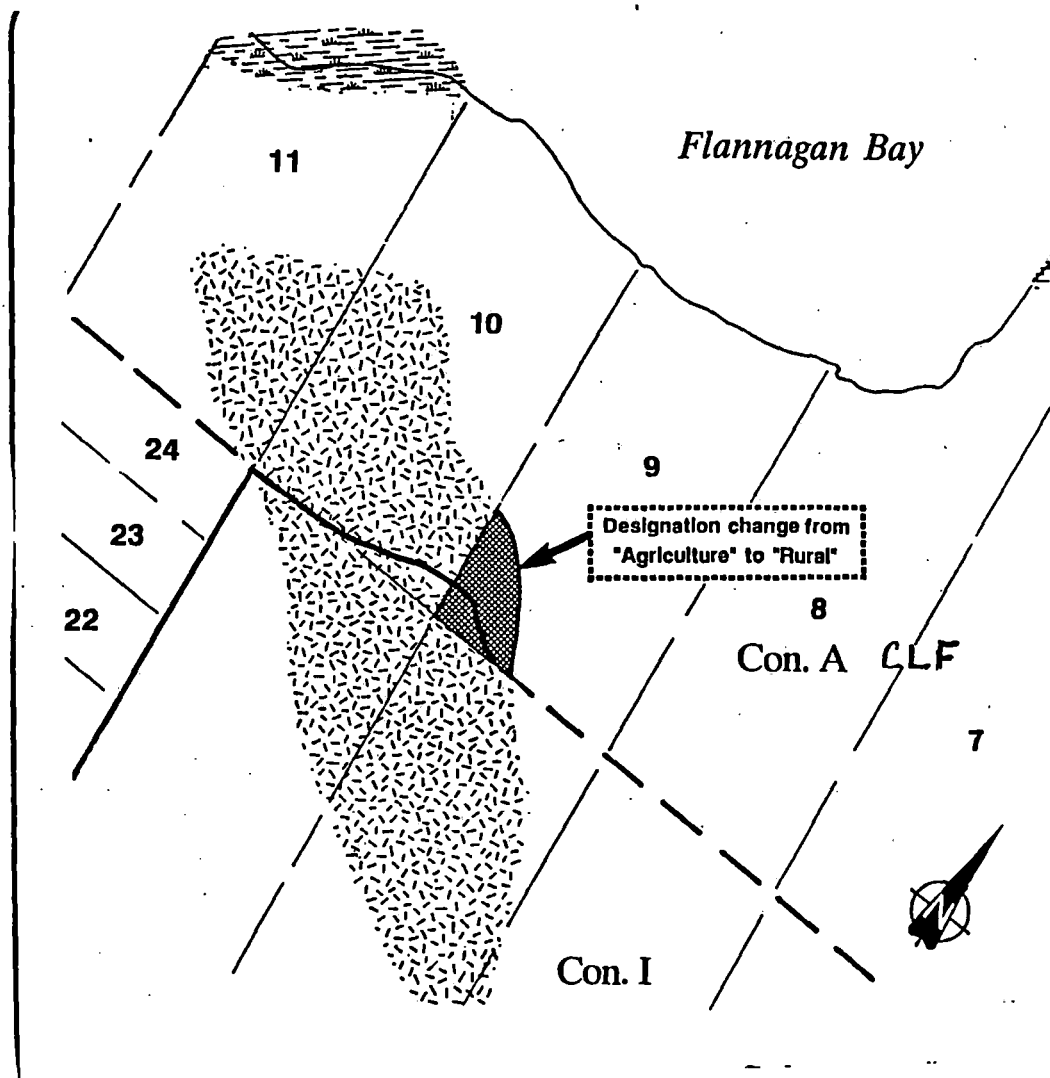 Flannagan Bay
11
10
24
9
Designation change from
"Agriculture" to "Rural"
23
22
8
Con. A CLF
7
N
Con. I